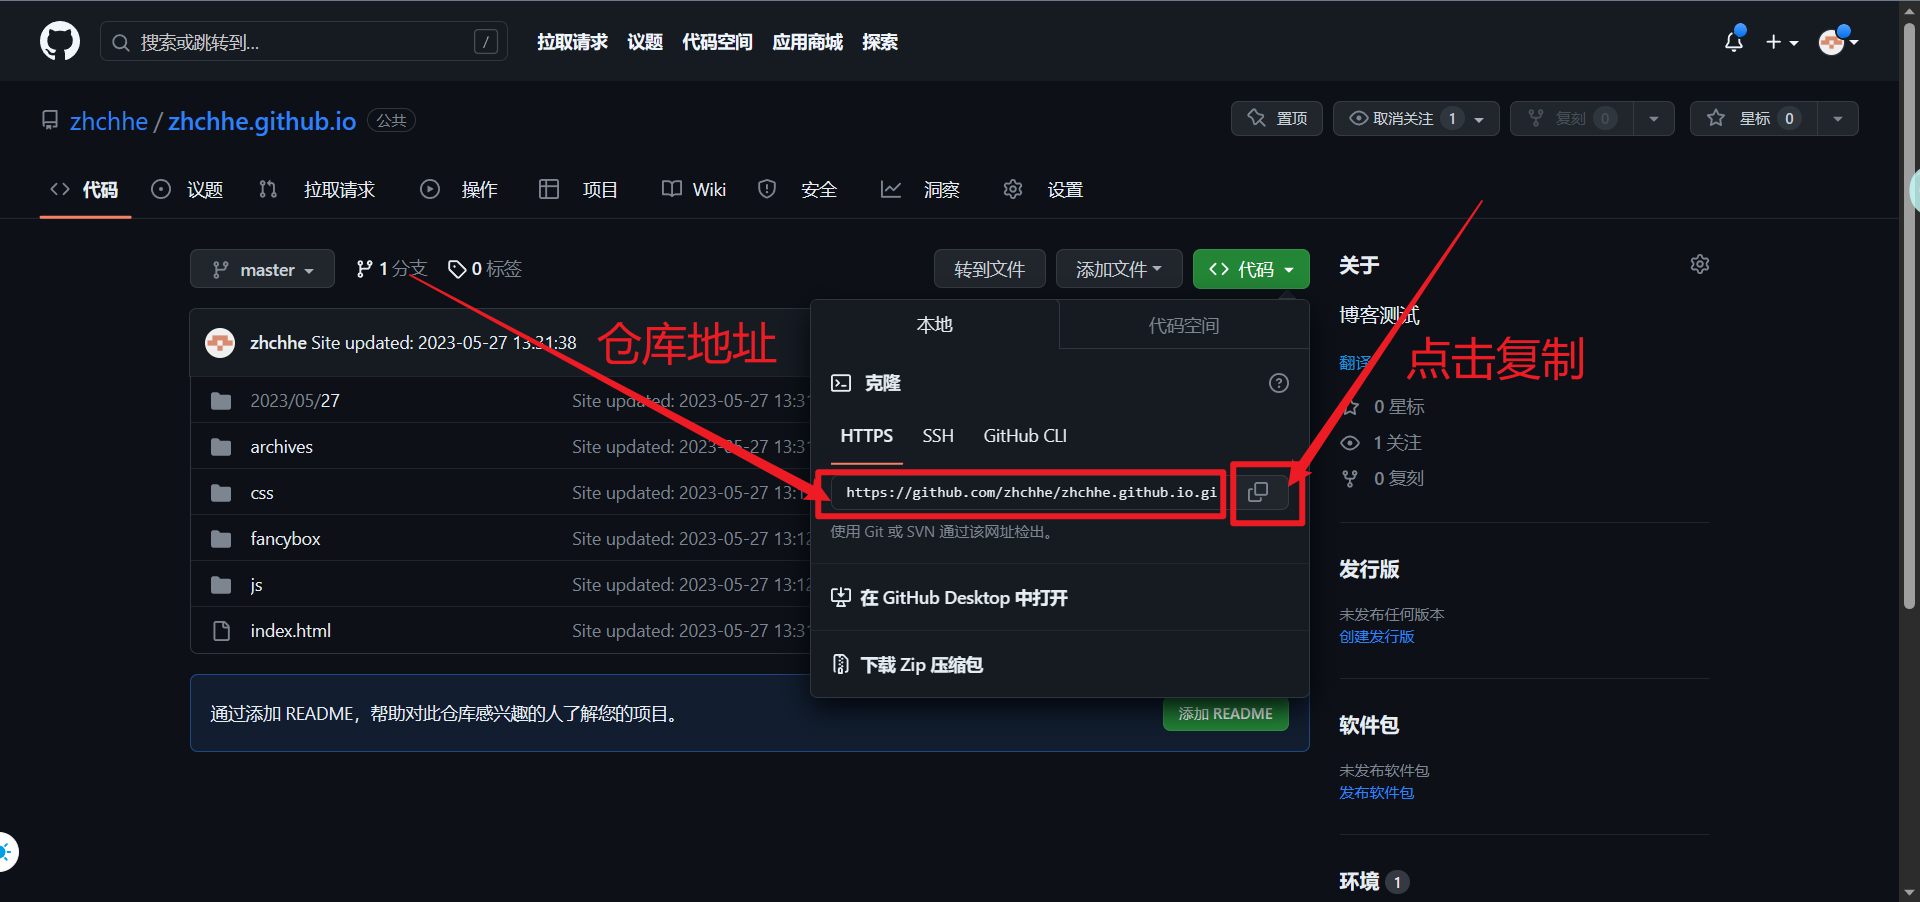 搜索或跳转到... /
拉取请求 议题 代码空间 应用商城 探索
zhchhe / zhchhe.github.io 公共
置顶 取消关注 1 复刻 0 星标 0
代码 议题 拉取请求 操作 项目 Wiki 安全 洞察 设置
master 1 分支 0 标签
转到文件 添加文件 代码
zhchhe Site updated: 2023-05-27 13:31:38
2023/05/27 Site updated: 2023-05-27 13:31
archives Site updated: 2023-05-27 13:31
css Site updated: 2023-05-27 13:1
fancybox Site updated: 2023-05-27 13:12
js Site updated: 2023-05-27 13:12
index.html Site updated: 2023-05-27 13:31
通过添加 README，帮助对此仓库感兴趣的人了解您的项目。
添加 README
仓库地址
点击复制
本地 代码空间
克隆
HTTPS SSH GitHub CLI
https://github.com/zhchhe/zhchhe.github.io.gi
使用 Git 或 SVN 通过该网址检出。
在 GitHub Desktop 中打开
下载 Zip 压缩包
关于
博客测试
翻译
0 星标
1 关注
0 复刻
发行版
未发布任何版本
创建发行版
软件包
未发布软件包
发布软件包
环境 1